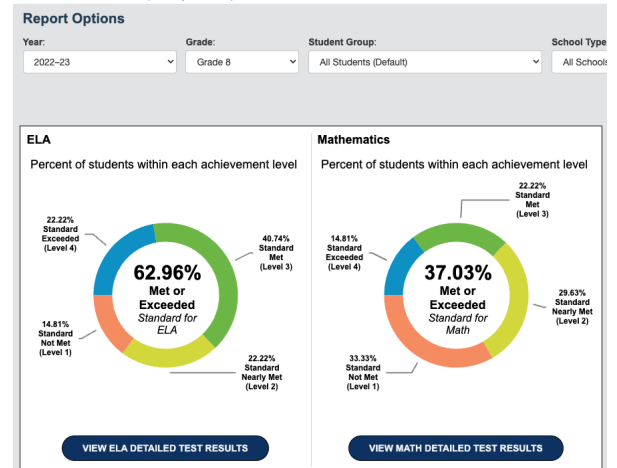 Report Options
Year:
Grade:
Student Group:
School Type
2022–23
Grade 8
All Students (Default)
All Schools
ELA
Percent of students within each achievement level
22.22%
Standard
Exceeded
(Level 4)
40.74%
Standard
Met
(Level 3)
62.96%
Met or
Exceeded
Standard for
ELA
14.81%
Standard
Not Met
(Level 1)
22.22%
Standard
Nearly Met
(Level 2)
VIEW ELA DETAILED TEST RESULTS
Mathematics
Percent of students within each achievement level
22.22%
Standard
Met
(Level 3)
14.81%
Standard
Exceeded
(Level 4)
37.03%
Met or
Exceeded
Standard for
Math
29.63%
Standard
Nearly Met
(Level 2)
33.33%
Standard
Not Met
(Level 1)
VIEW MATH DETAILED TEST RESULTS